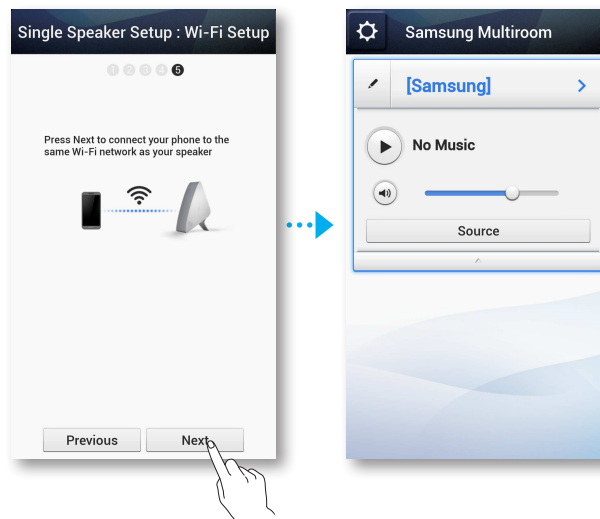 Single Speaker Setup : Wi-Fi Setup
1 2 3 4 5
Press Next to connect your phone to the
same Wi-Fi network as your speaker
Previous
Next
Samsung Multiroom
[Samsung]
No Music
Source